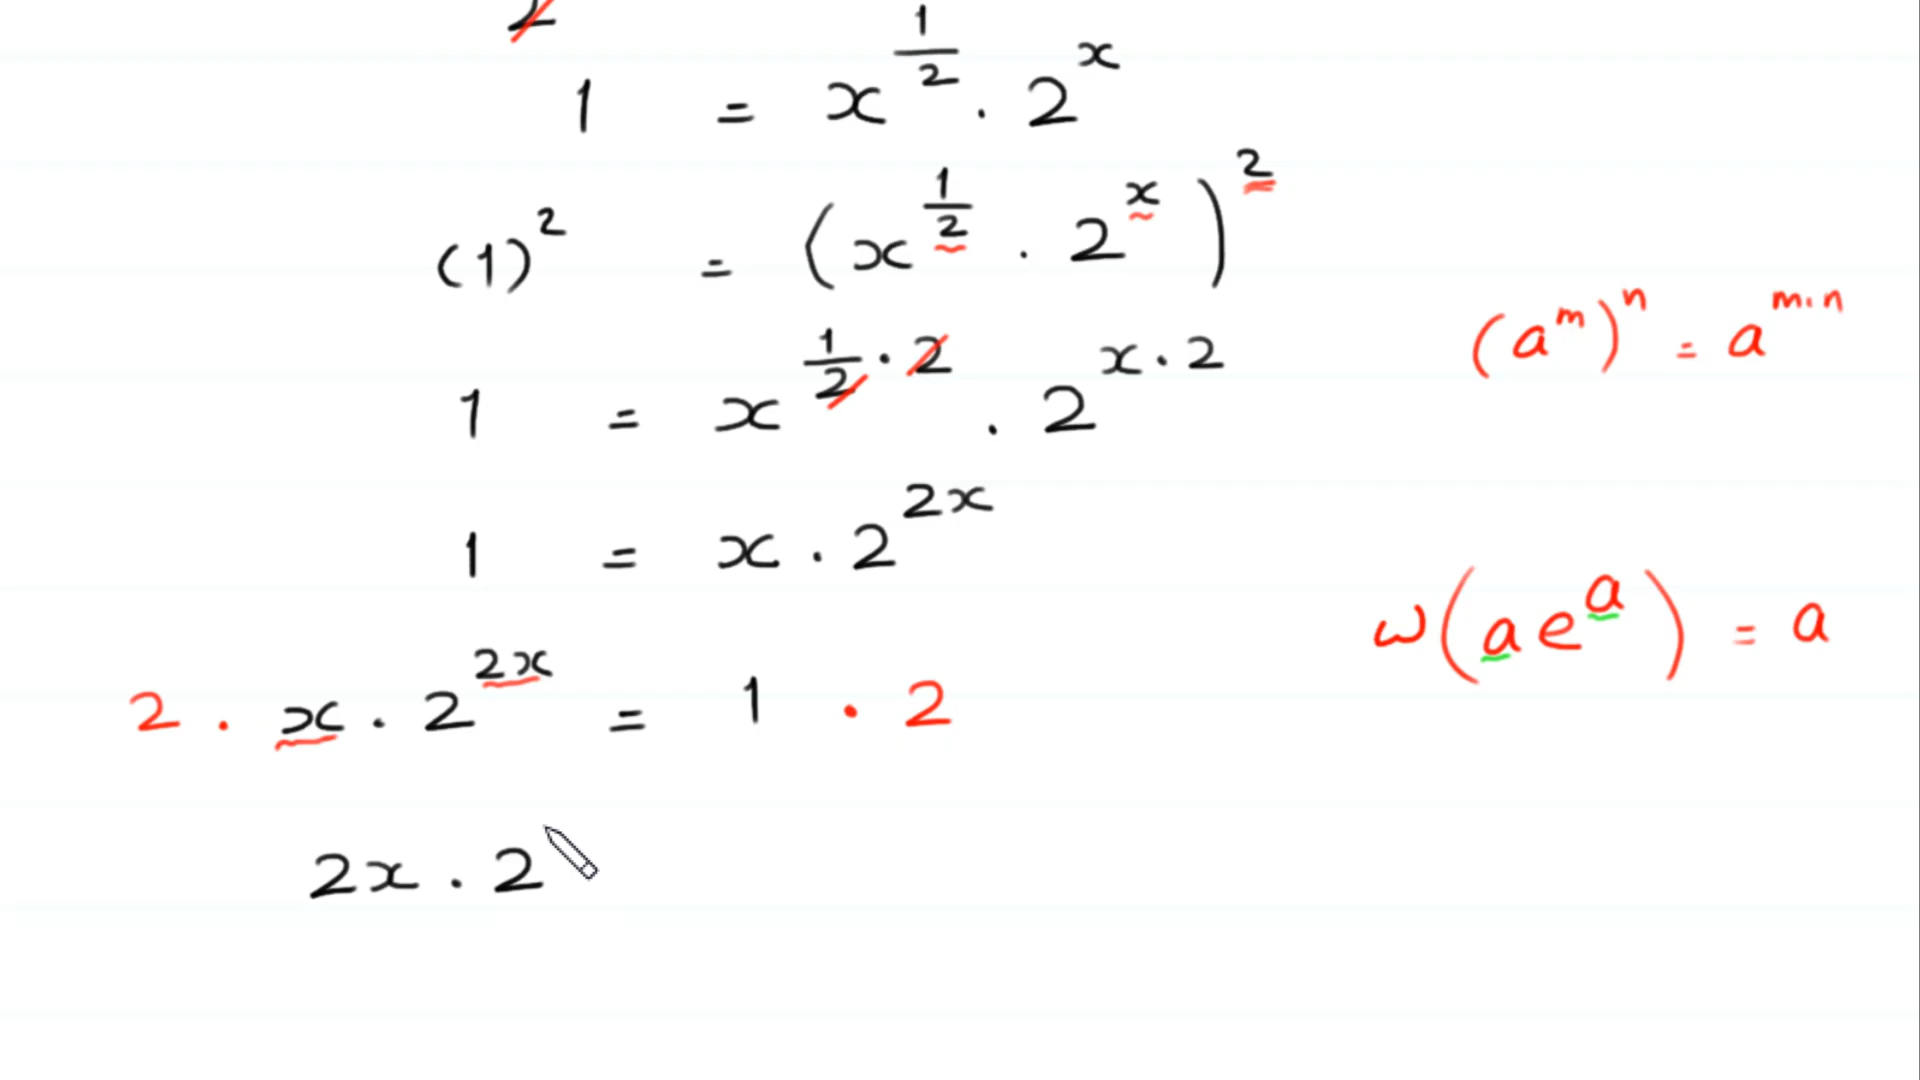 2
1 = x^(1/2) · 2^x
(1)^2 = (x^(1/2) · 2^x)^2
(a^m)^n = a^(m·n)
1 = x^(1/2 · 2) · 2^(x·2)
1 = x · 2^(2x)
ω(a e^a) = a
2 · x · 2^(2x) = 1 · 2
2x · 2